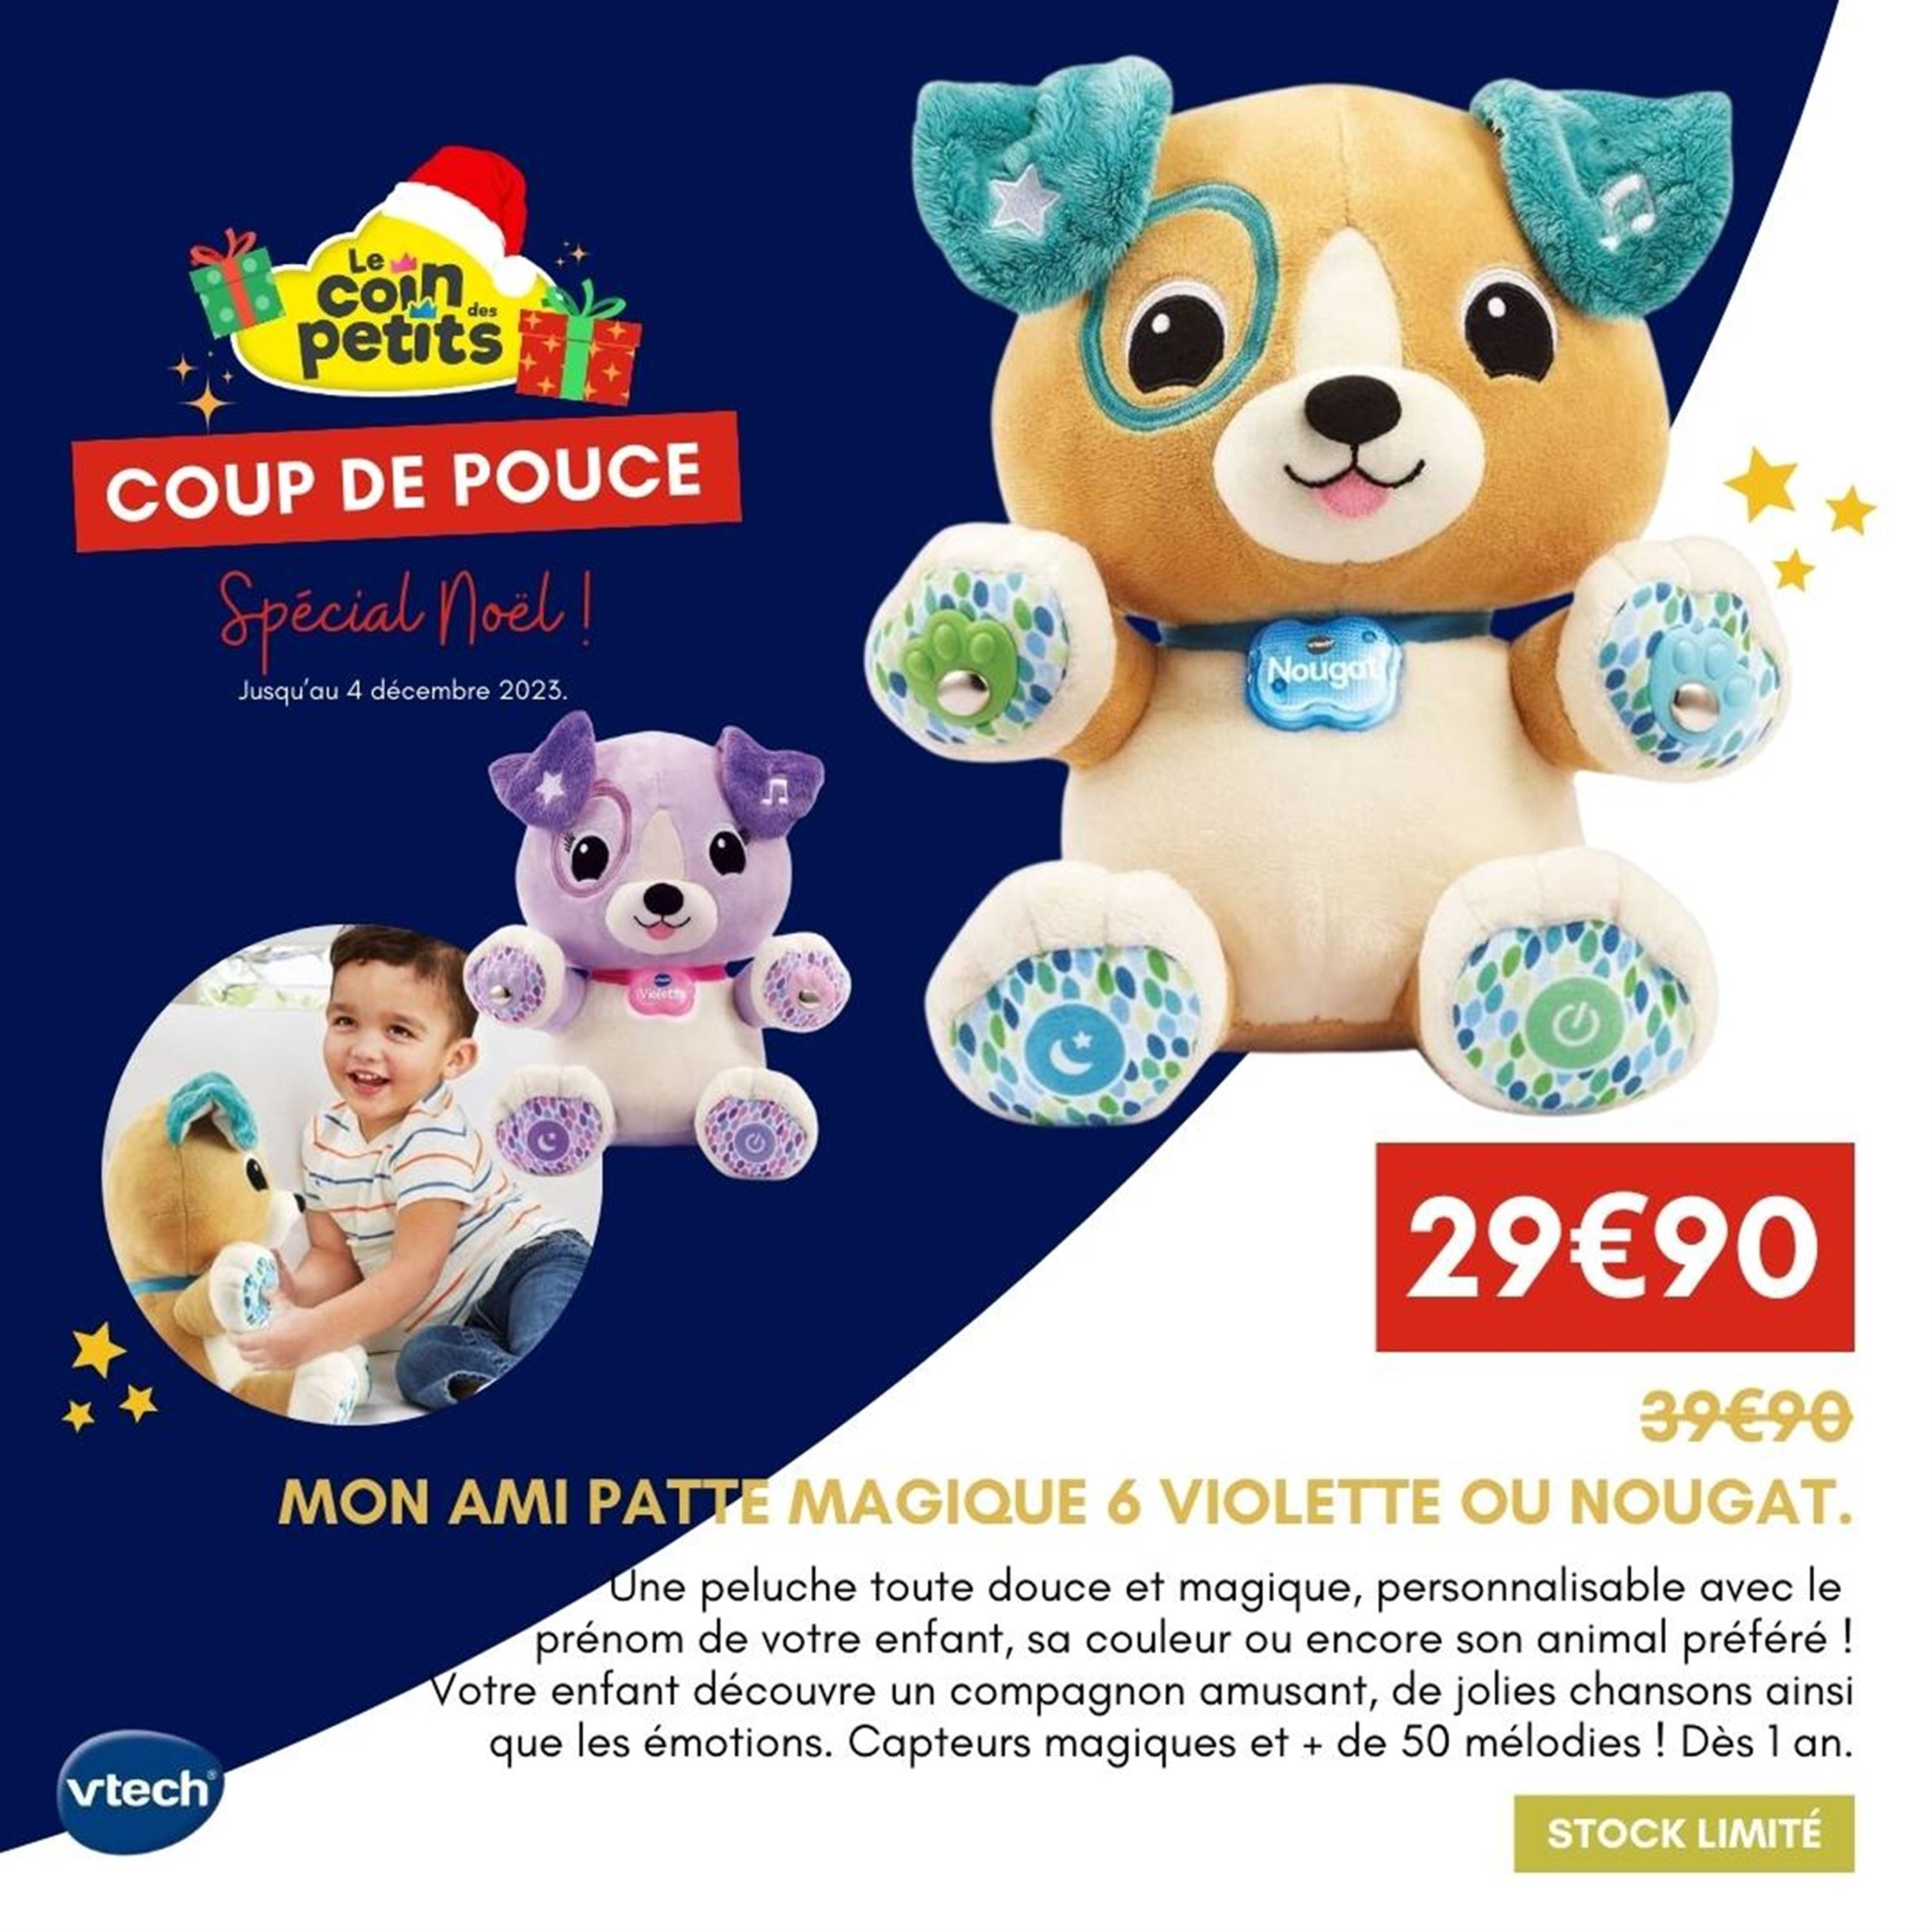 Le
coin
des
petits
COUP DE POUCE
Spécial Noël !
Jusqu'au 4 décembre 2023.
vtech
Nougat
Violette
29€90
39€90
MON AMI PATTE MAGIQUE 6 VIOLETTE OU NOUGAT.
Une peluche toute douce et magique, personnalisable avec le
prénom de votre enfant, sa couleur ou encore son animal préféré !
Votre enfant découvre un compagnon amusant, de jolies chansons ainsi
que les émotions. Capteurs magiques et + de 50 mélodies ! Dès 1 an.
vtech®
STOCK LIMITÉ